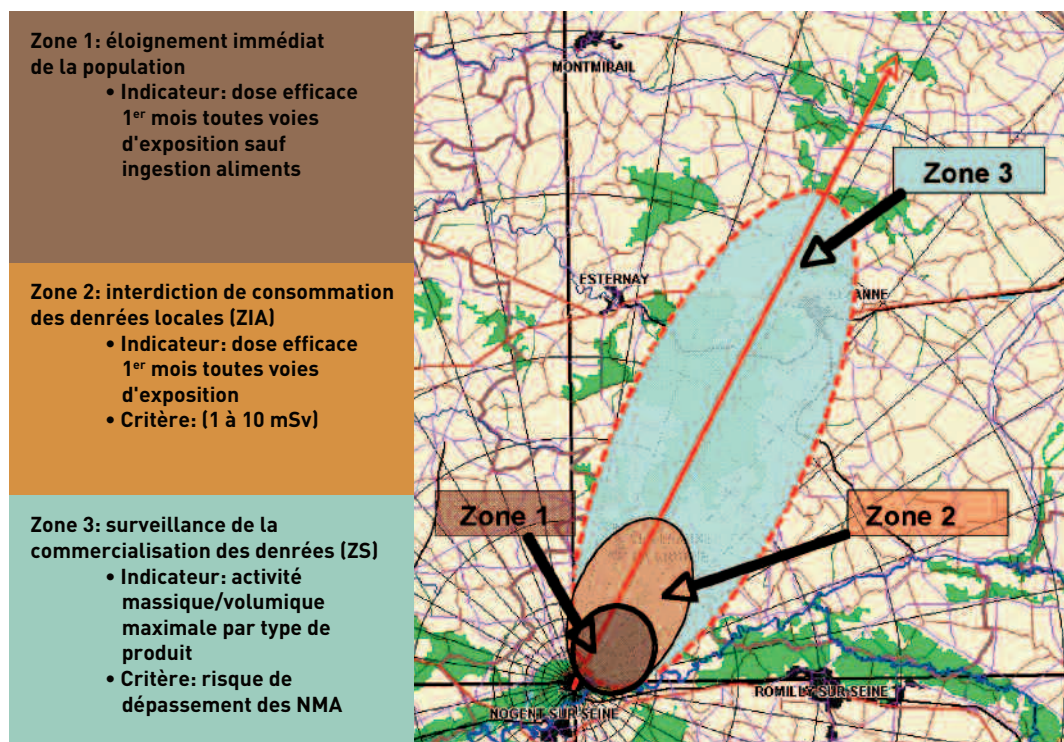 Zone 1: éloignement immédiat
de la population
• Indicateur: dose efficace
1er mois toutes voies
d'exposition sauf
ingestion aliments
Zone 2: interdiction de consommation
des denrées locales (ZIA)
• Indicateur: dose efficace
1er mois toutes voies
d'exposition
• Critère: (1 à 10 mSv)
Zone 3: surveillance de la
commercialisation des denrées (ZS)
• Indicateur: activité
massique/volumique
maximale par type de
produit
• Critère: risque de
dépassement des NMA
MONTMIRAIL
Zone 3
ESTERNAY
Zone 1
Zone 2
ROMILLY SUR SEINE
NOGENT SUR SEINE